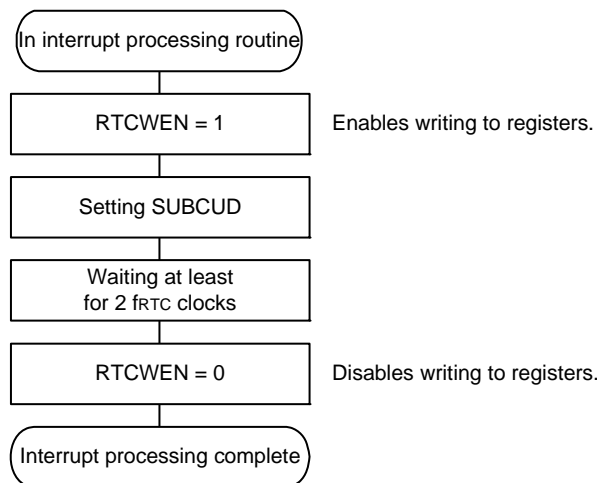 In interrupt processing routine
RTCWEN = 1
Enables writing to registers.
Setting SUBCUD
Waiting at least
for 2 fRTC clocks
RTCWEN = 0
Disables writing to registers.
Interrupt processing complete